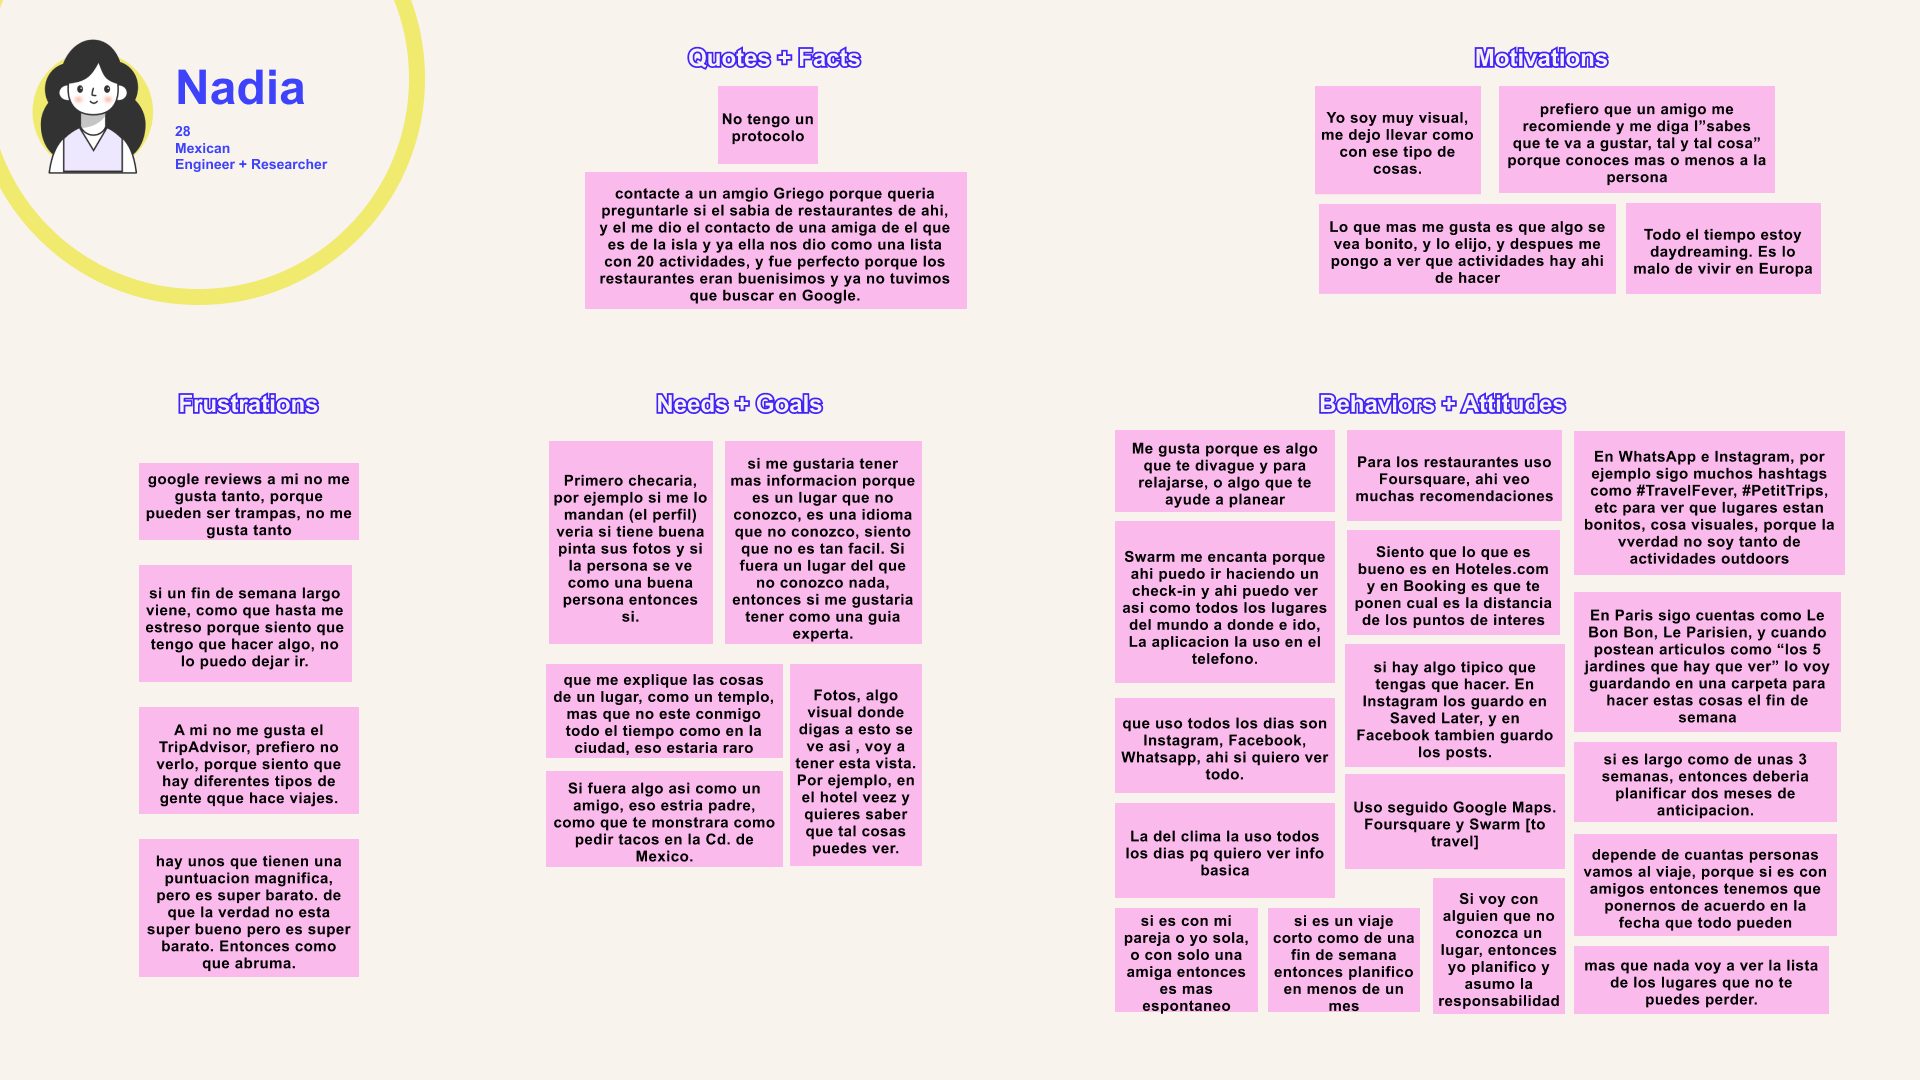 Nadia
28
Mexican
Engineer + Researcher
Quotes + Facts
No tengo un
protocolo
contacte a un amgio Griego porque queria
preguntarle si el sabia de restaurantes de ahi,
y el me dio el contacto de una amiga de el que
es de la isla y ya ella nos dio como una lista
con 20 actividades, y fue perfecto porque los
restaurantes eran buenisimos y ya no tuvimos
que buscar en Google.
Motivations
Yo soy muy visual,
me dejo llevar como
con ese tipo de
cosas.
prefiero que un amigo me
recomiende y me diga l”sabes
que te va a gustar, tal y tal cosa”
porque conoces mas o menos a la
persona
Lo que mas me gusta es que algo se
vea bonito, y lo elijo, y despues me
pongo a ver que actividades hay ahi
de hacer
Todo el tiempo estoy
daydreaming. Es lo
malo de vivir en Europa
Frustrations
google reviews a mi no me
gusta tanto, porque
pueden ser trampas, no me
gusta tanto
si un fin de semana largo
viene, como que hasta me
estreso porque siento que
tengo que hacer algo, no
lo puedo dejar ir.
A mi no me gusta el
TripAdvisor, prefiero no
verlo, porque siento que
hay diferentes tipos de
gente qque hace viajes.
hay unos que tienen una
puntuacion magnifica,
pero es super barato. de
que la verdad no esta
super bueno pero es super
barato. Entonces como
que abruma.
Needs + Goals
Primero checaria,
por ejemplo si me lo
mandan (el perfil)
veria si tiene buena
pinta sus fotos y si
la persona se ve
como una buena
persona entonces
si.
si me gustaria tener
mas informacion porque
es un lugar que no
conozco, es una idioma
que no conozco, siento
que no es tan facil. Si
fuera un lugar del que
no conozco nada,
entonces si me gustaria
tener como una guia
experta.
que me explique las cosas
de un lugar, como un templo,
mas que no este conmigo
todo el tiempo como en la
ciudad, eso estaria raro
Fotos, algo
visual donde
digas a esto se
ve asi , voy a
tener esta vista.
Por ejemplo, en
el hotel veez y
quieres saber
que tal cosas
puedes ver.
Si fuera algo asi como un
amigo, eso estria padre,
como que te monstrara como
pedir tacos en la Cd. de
Mexico.
Behaviors + Attitudes
Me gusta porque es algo
que te divague y para
relajarse, o algo que te
ayude a planear
Swarm me encanta porque
ahi puedo ir haciendo un
check-in y ahi puedo ver
asi como todos los lugares
del mundo a donde e ido,
La aplicacion la uso en el
telefono.
que uso todos los dias son
Instagram, Facebook,
Whatsapp, ahi si quiero ver
todo.
La del clima la uso todos
los dias pq quiero ver info
basica
si es con mi
pareja o yo sola,
o con solo una
amiga entonces
es mas
espontaneo
si es un viaje
corto como de una
fin de semana
entonces planifico
en menos de un
mes
Para los restaurantes uso
Foursquare, ahi veo
muchas recomendaciones
Siento que lo que es
bueno es en Hoteles.com
y en Booking es que te
ponen cual es la distancia
de los puntos de interes
si hay algo tipico que
tengas que hacer. En
Instagram los guardo en
Saved Later, y en
Facebook tambien guardo
los posts.
Uso seguido Google Maps.
Foursquare y Swarm [to
travel]
Si voy con
alguien que no
conozca un
lugar, entonces
yo planifico y
asumo la
responsabilidad
En WhatsApp e Instagram, por
ejemplo sigo muchos hashtags
como #TravelFever, #PetitTrips,
etc para ver que lugares estan
bonitos, cosa visuales, porque la
vverdad no soy tanto de
actividades outdoors
En Paris sigo cuentas como Le
Bon Bon, Le Parisien, y cuando
postean articulos como “los 5
jardines que hay que ver” lo voy
guardando en una carpeta para
hacer estas cosas el fin de
semana
si es largo como de unas 3
semanas, entonces deberia
planificar dos meses de
anticipacion.
depende de cuantas personas
vamos al viaje, porque si es con
amigos entonces tenemos que
ponernos de acuerdo en la
fecha que todo pueden
mas que nada voy a ver la lista
de los lugares que no te
puedes perder.